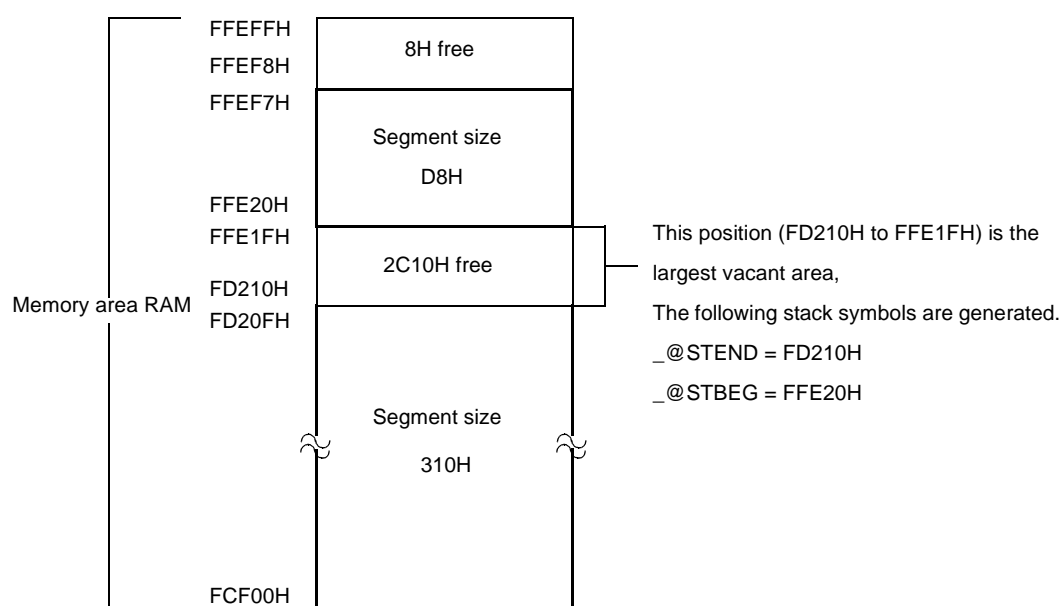 FFEFFH
8H free
FFEF8H
FFEF7H
Segment size
D8H
FFE20H
FFE1FH
2C10H free
FD210H
Memory area RAM
FD20FH
This position (FD210H to FFE1FH) is the
largest vacant area,
The following stack symbols are generated.
_@STEND = FD210H
_@STBEG = FFE20H
Segment size
310H
FCF00H